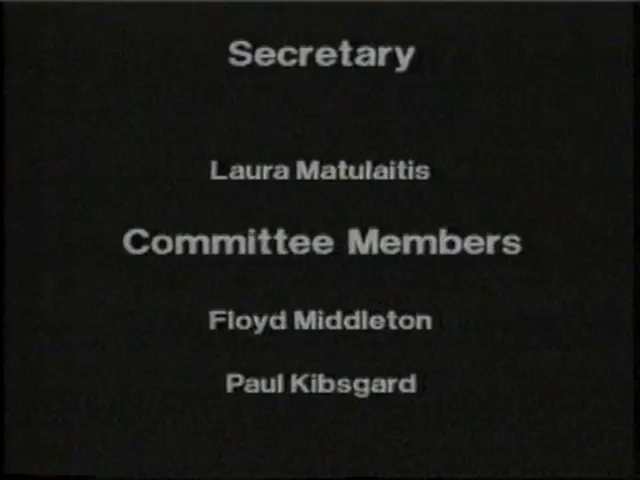 Secretary
Laura Matulaitis
Committee Members
Floyd Middleton
Paul Kibsgard